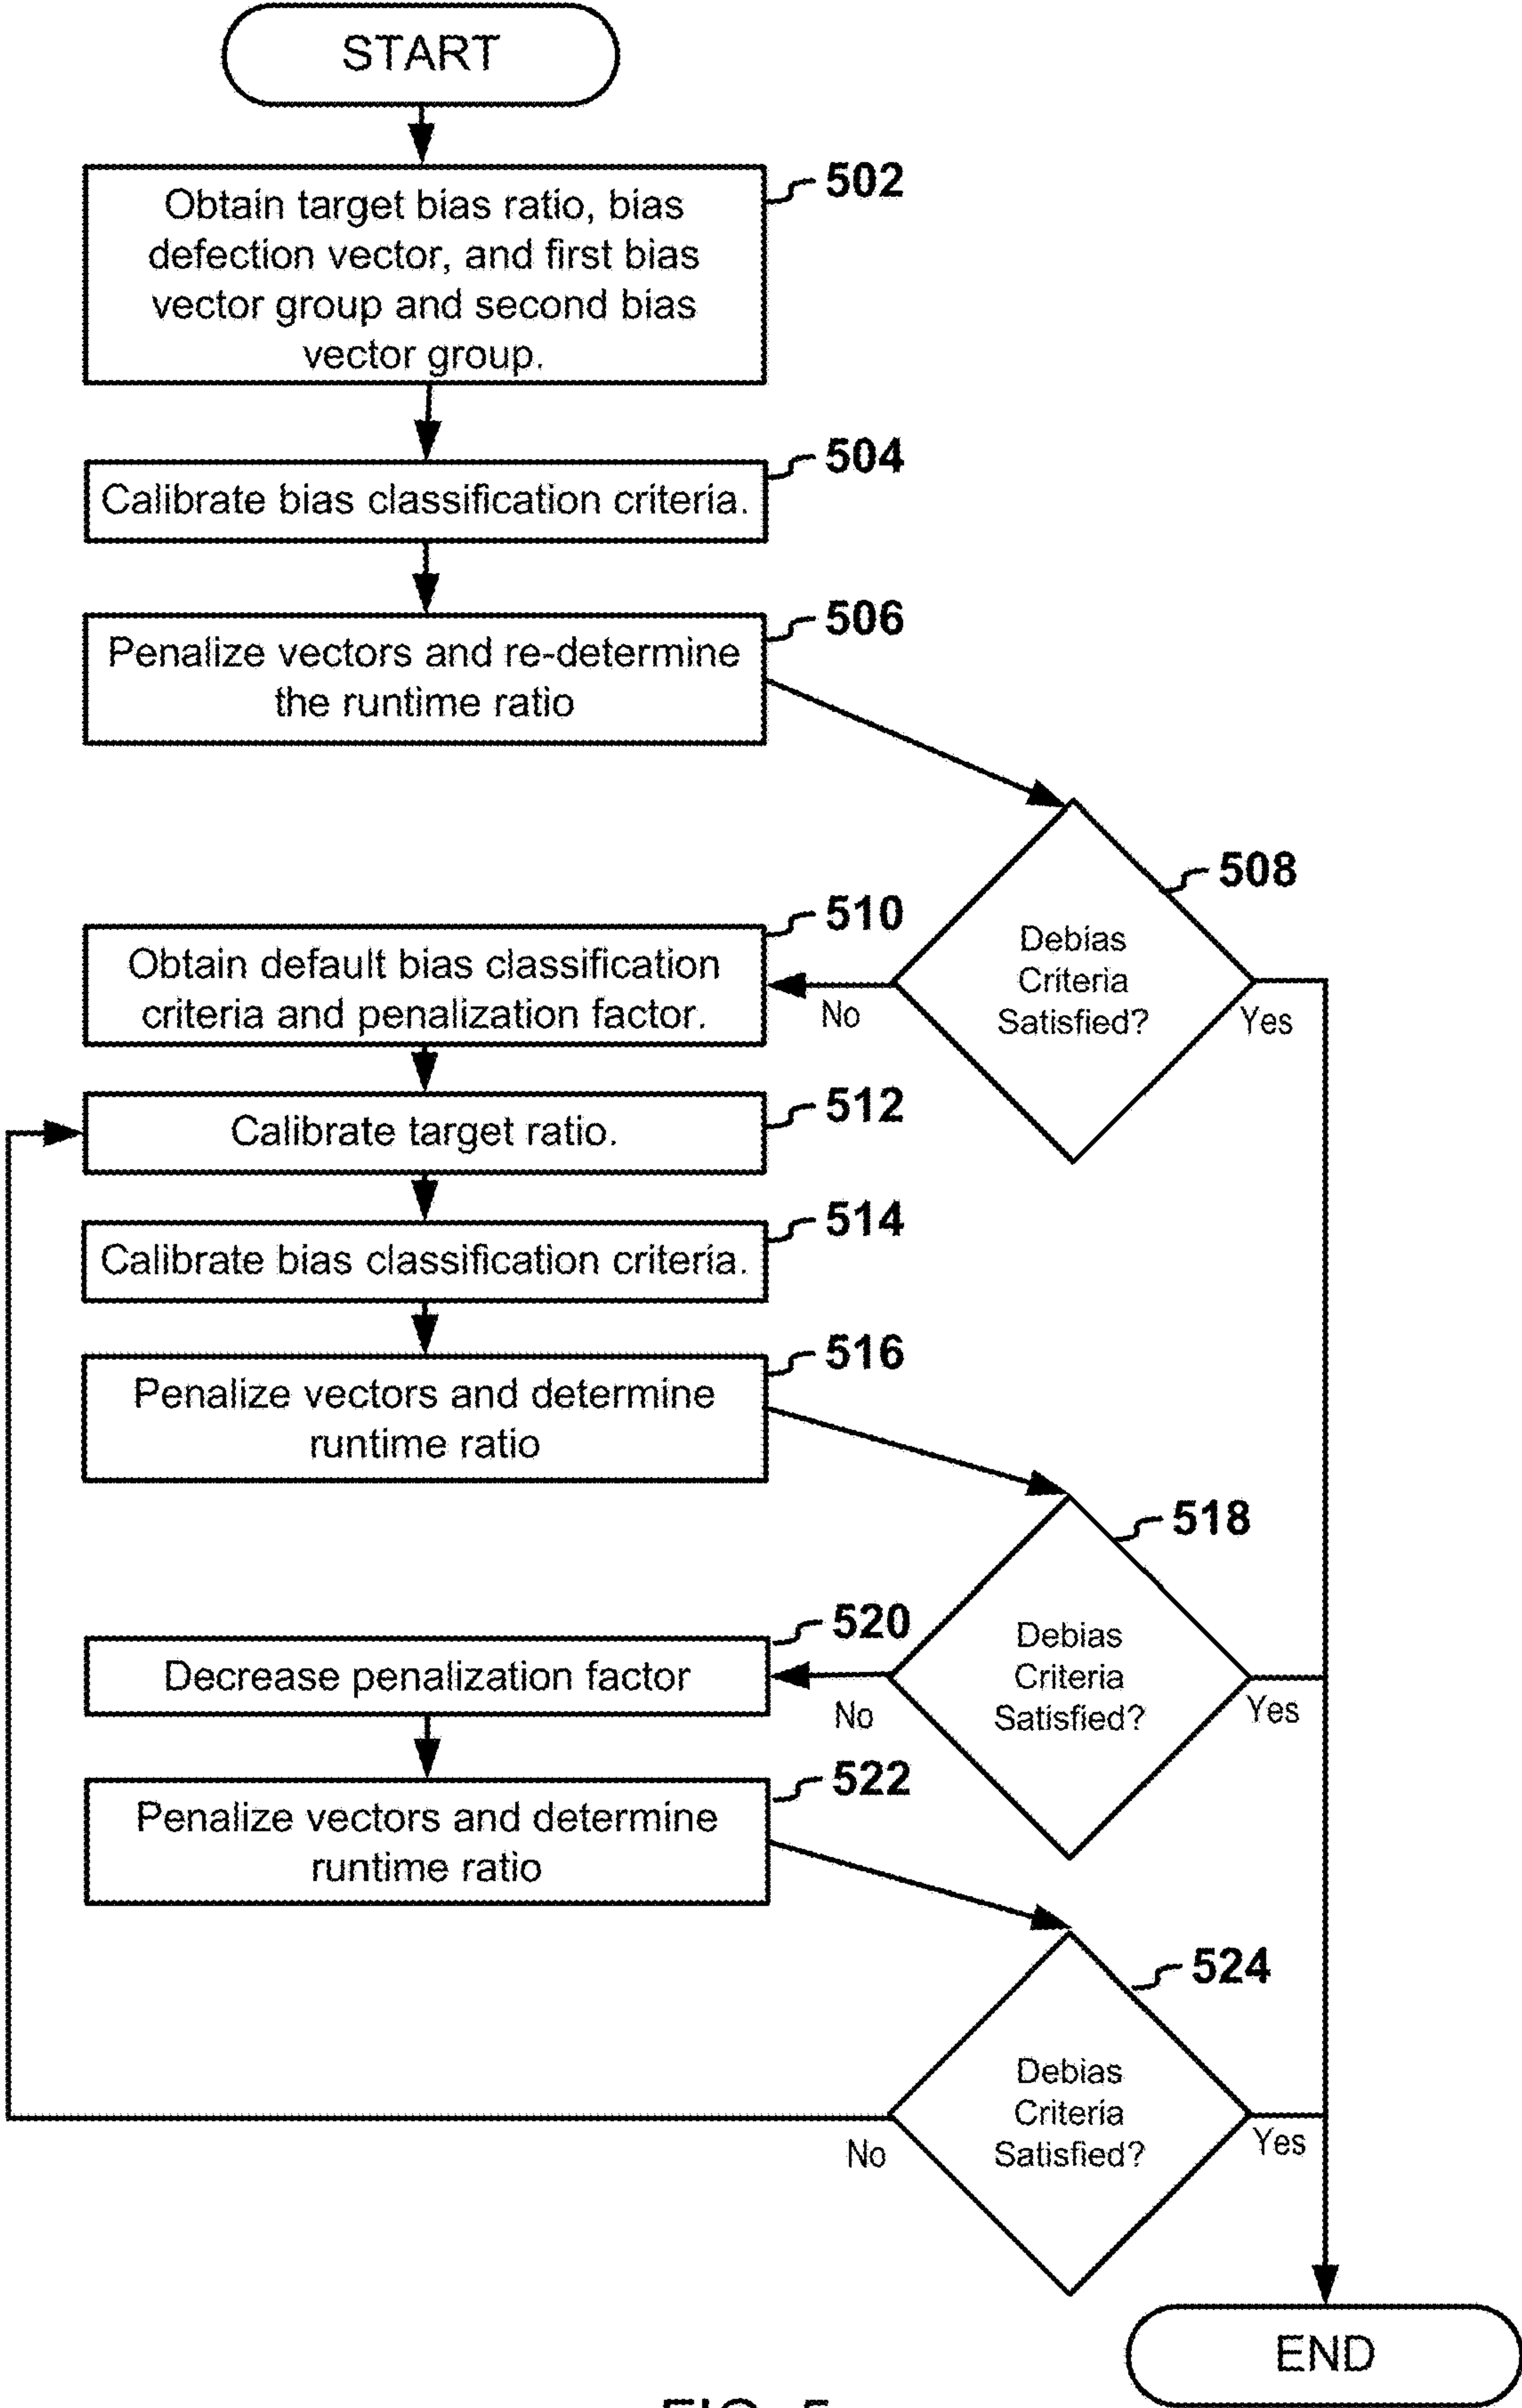 START
502
Obtain target bias ratio, bias
defection vector, and first bias
vector group and second bias
vector group.
504
Calibrate bias classification criteria.
506
Penalize vectors and re-determine
the runtime ratio
508
Debias
Criteria
Satisfied?
No
Yes
510
Obtain default bias classification
criteria and penalization factor.
512
Calibrate target ratio.
514
Calibrate bias classification criteria.
516
Penalize vectors and determine
runtime ratio
518
Debias
Criteria
Satisfied?
No
Yes
520
Decrease penalization factor
522
Penalize vectors and determine
runtime ratio
524
Debias
Criteria
Satisfied?
No
Yes
END